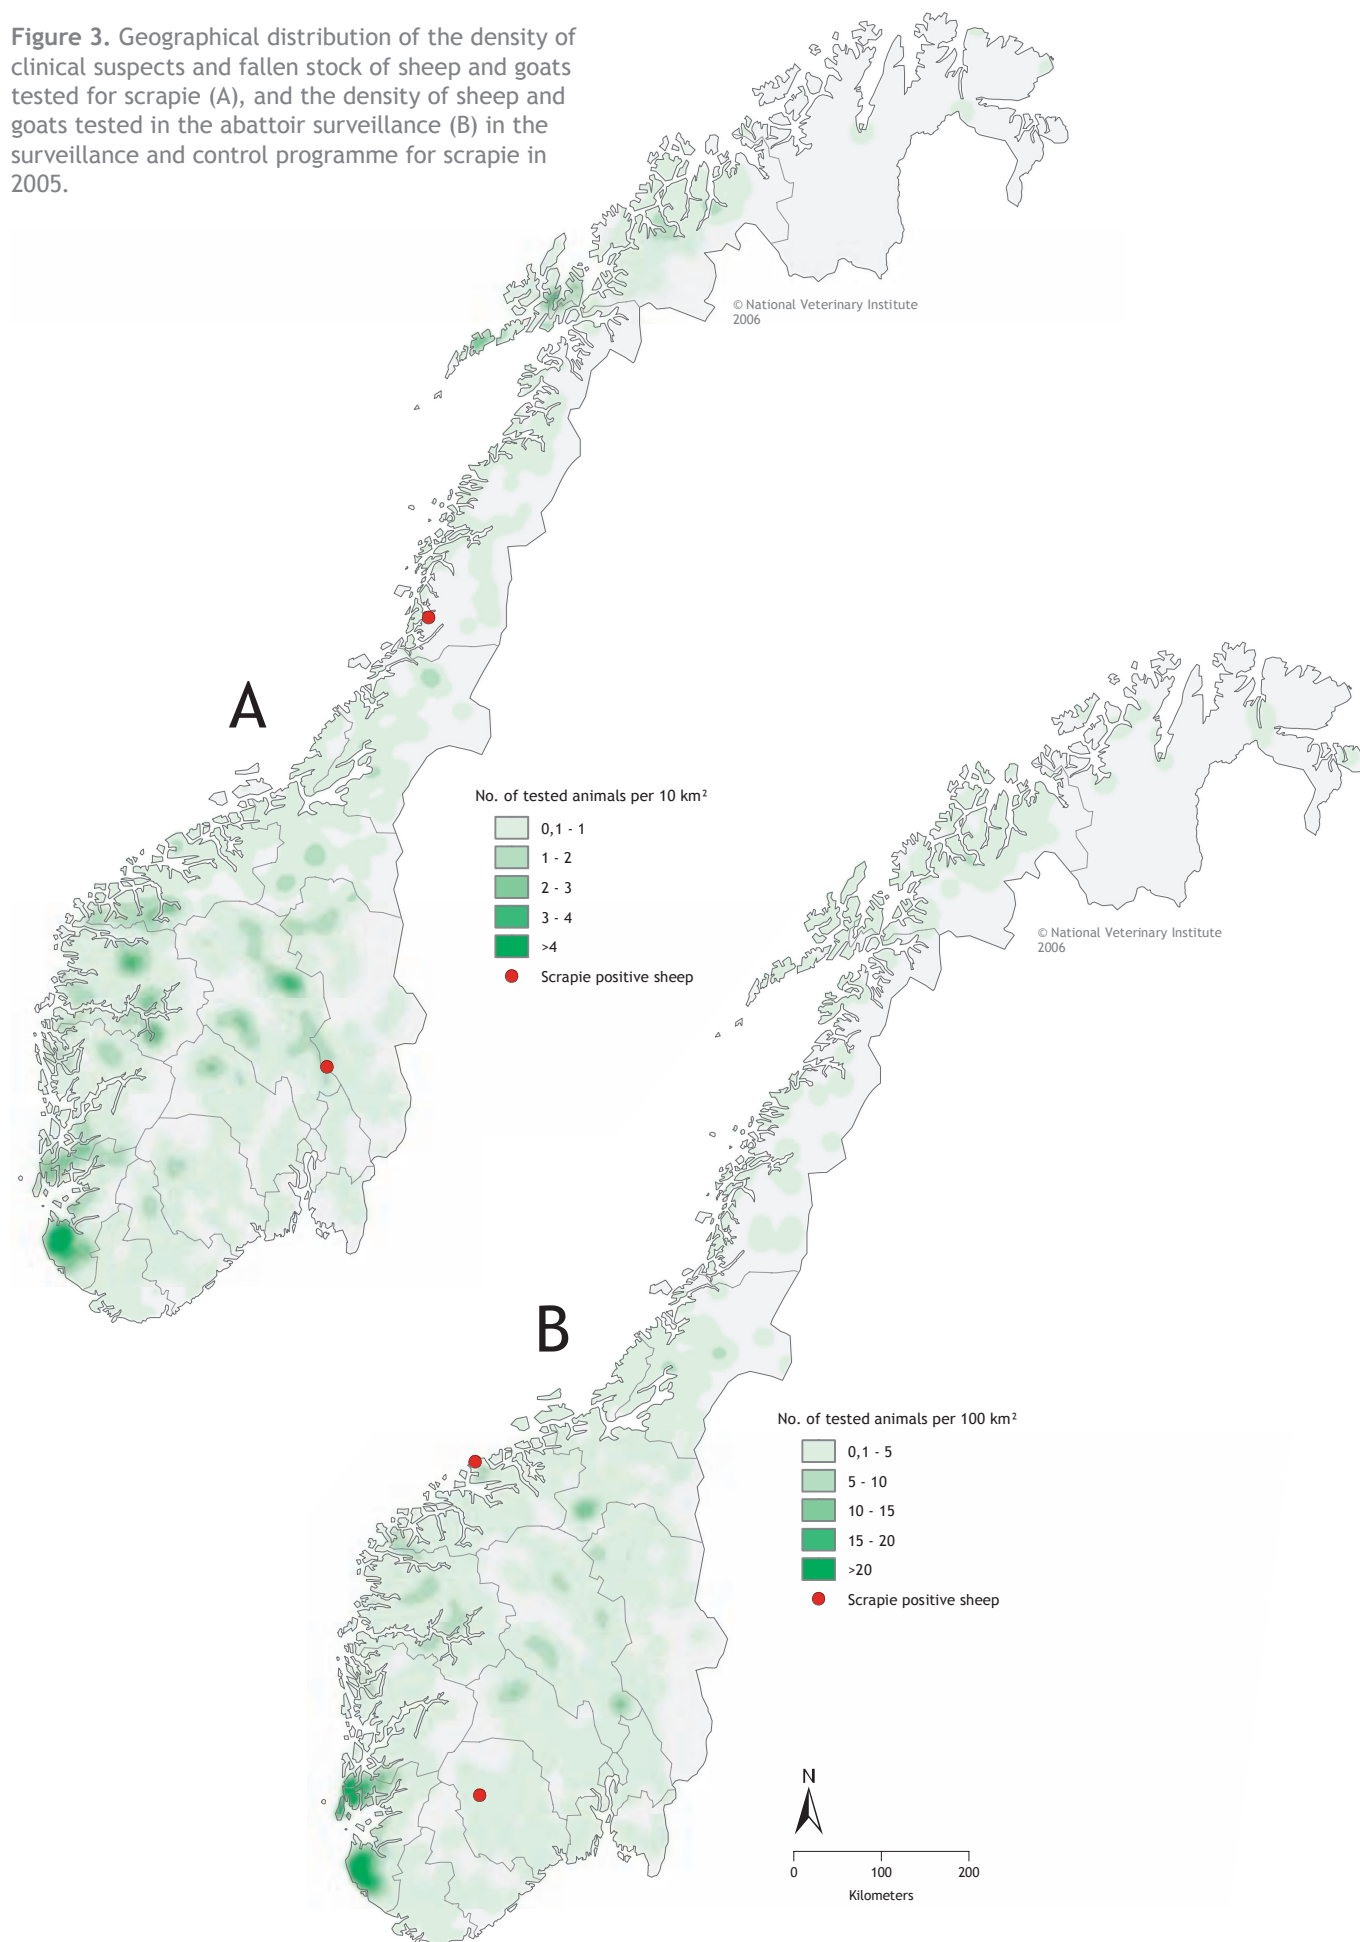 Figure 3. Geographical distribution of the density of
clinical suspects and fallen stock of sheep and goats
tested for scrapie (A), and the density of sheep and
goats tested in the abattoir surveillance (B) in the
surveillance and control programme for scrapie in
2005.
© National Veterinary Institute
2006
A
No. of tested animals per 10 km²
0,1 - 1
1 - 2
2 - 3
3 - 4
>4
Scrapie positive sheep
© National Veterinary Institute
2006
B
No. of tested animals per 100 km²
0,1 - 5
5 - 10
10 - 15
15 - 20
>20
Scrapie positive sheep
N
0 100 200
Kilometers